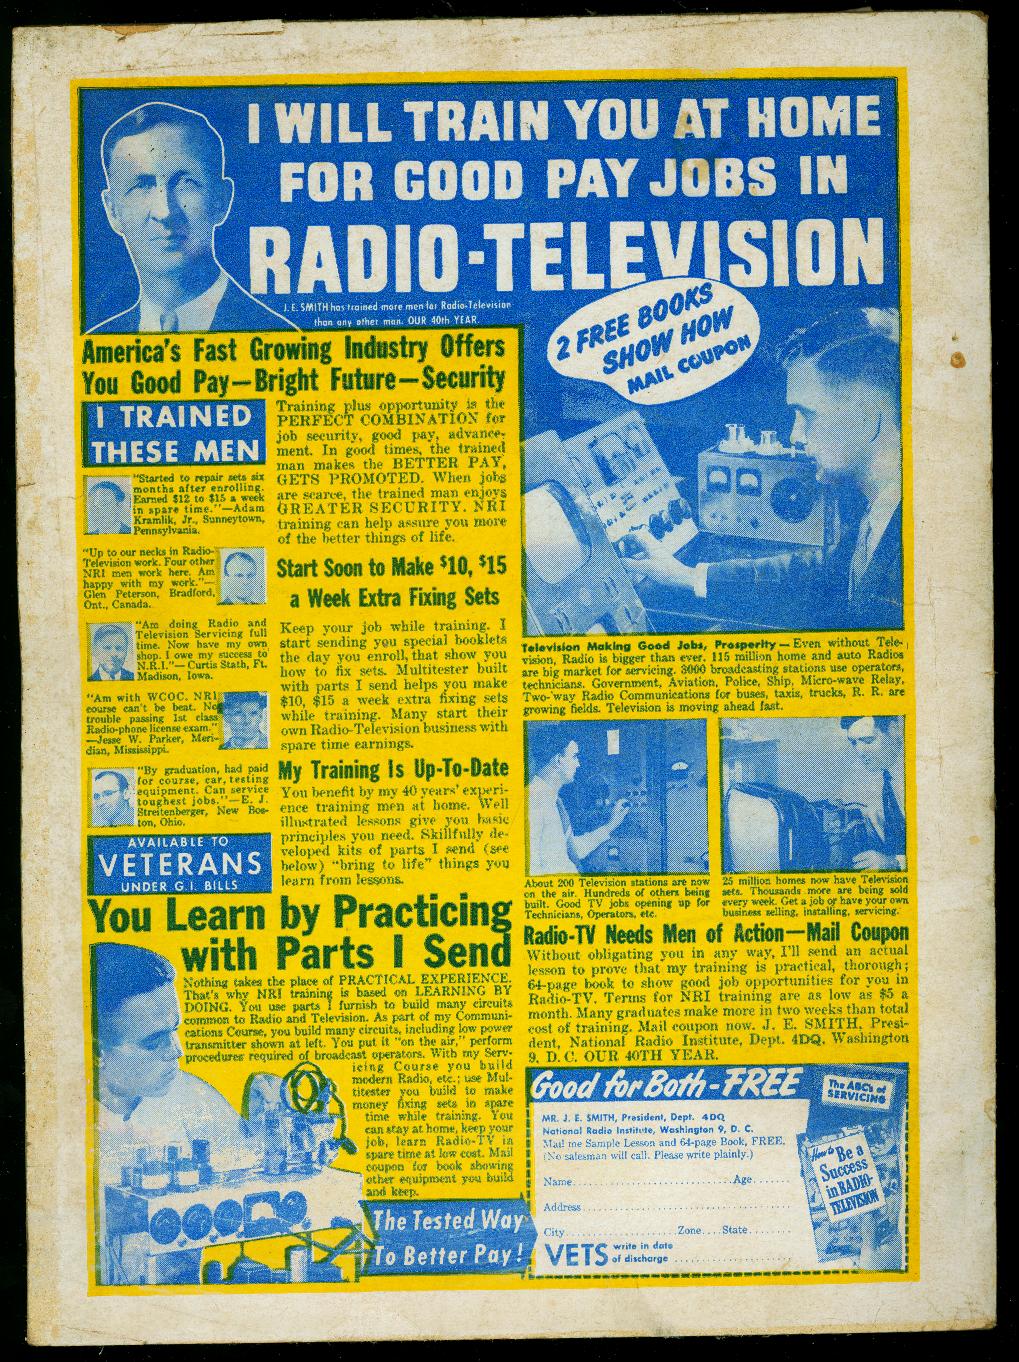 I WILL TRAIN YOU AT HOME
FOR GOOD PAY JOBS IN
RADIO-TELEVISION
J. E. SMITH has trained more men for Radio-Television
than any other man. OUR 40th YEAR.
2 FREE BOOKS
SHOW HOW
MAIL COUPON
America's Fast Growing Industry Offers
You Good Pay—Bright Future—Security
I TRAINED
THESE MEN
"Started to repair sets six
months after enrolling.
Earned $12 to $15 a week
in spare time."—Adam
Kramlik, Jr., Sunneytown,
Pennsylvania.
"Up to our necks in Radio-
Television work. Four other
NRI men work here. Am
happy with my work."—
Glen Peterson, Bradford,
Ont., Canada.
"Am doing Radio and
Television Servicing full
time. Now have my own
shop. I owe my success to
N.R.I."— Curtis Stath, Ft.
Madison, Iowa.
"Am with WCOC. NRI
course can't be beat. No
trouble passing 1st class
Radio-phone license exam."
—Jesse W. Parker, Meri-
dian, Mississippi.
"By graduation, had paid
for course, car, testing
equipment. Can service
toughest jobs."—E. J.
Streitenberger, New Bos-
ton, Ohio.
AVAILABLE TO
VETERANS
UNDER G.I. BILLS
Training plus opportunity is the
PERFECT COMBINATION for
job security, good pay, advance-
ment. In good times, the trained
man makes the BETTER PAY,
GETS PROMOTED. When jobs
are scarce, the trained man enjoys
GREATER SECURITY. NRI
training can help assure you more
of the better things of life.
Start Soon to Make $10, $15
a Week Extra Fixing Sets
Keep your job while training. I
start sending you special booklets
the day you enroll, that show you
how to fix sets. Multitester built
with parts I send helps you make
$10, $15 a week extra fixing sets
while training. Many start their
own Radio-Television business with
spare time earnings.
My Training Is Up-To-Date
You benefit by my 40 years' experi-
ence training men at home. Well
illustrated lessons give you basic
principles you need. Skillfully de-
veloped kits of parts I send (see
below) "bring to life" things you
learn from lessons.
You Learn by Practicing
with Parts I Send
Nothing takes the place of PRACTICAL EXPERIENCE.
That's why NRI training is based on LEARNING BY
DOING. You use parts I furnish to build many circuits
common to Radio and Television. As part of my Communi-
cations Course, you build many circuits, including low power
transmitter shown at left. You put it "on the air," perform
procedures required of broadcast operators. With my Serv-
icing Course you build
modern Radio, etc.; use Mul-
titester you build to make
money fixing sets in spare
time while training. You
can stay at home, keep your
job, learn Radio-TV in
spare time at low cost. Mail
coupon for book showing
other equipment you build
and keep.
The Tested Way
To Better Pay!
Television Making Good Jobs, Prosperity — Even without Tele-
vision, Radio is bigger than ever. 115 million home and auto Radios
are big market for servicing. 3000 broadcasting stations use operators,
technicians. Government, Aviation, Police, Ship, Micro-wave Relay,
Two-way Radio Communications for buses, taxis, trucks, R. R. are
growing fields. Television is moving ahead fast.
About 200 Television stations are now
on the air. Hundreds of others being
built. Good TV jobs opening up for
Technicians, Operators, etc.
25 million homes now have Television
sets. Thousands more are being sold
every week. Get a job or have your own
business selling, installing, servicing.
Radio-TV Needs Men of Action—Mail Coupon
Without obligating you in any way, I'll send an actual
lesson to prove that my training is practical, thorough;
64-page book to show good job opportunities for you in
Radio-TV. Terms for NRI training are as low as $5 a
month. Many graduates make more in two weeks than total
cost of training. Mail coupon now. J. E. SMITH, Presi-
dent, National Radio Institute, Dept. 4DQ, Washington
9, D. C. OUR 40TH YEAR.
Good for Both - FREE
The ABC's of
SERVICING
How to Be a
Success
in RADIO-
TELEVISION
MR. J. E. SMITH, President, Dept. 4DQ
National Radio Institute, Washington 9, D. C.
Mail me Sample Lesson and 64-page Book, FREE.
(No salesman will call. Please write plainly.)
Name..............................Age.......
Address........................................
City.....................Zone....State........
VETS write in date
of discharge ......................